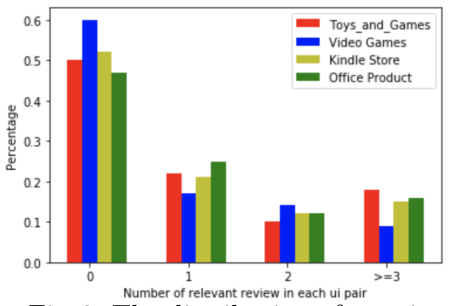 0.6
0.5
0.4
0.3
0.2
0.1
0.0
Percentage
Toys_and_Games
Video Games
Kindle Store
Office Product
0 1 2 >=3
Number of relevant review in each ui pair